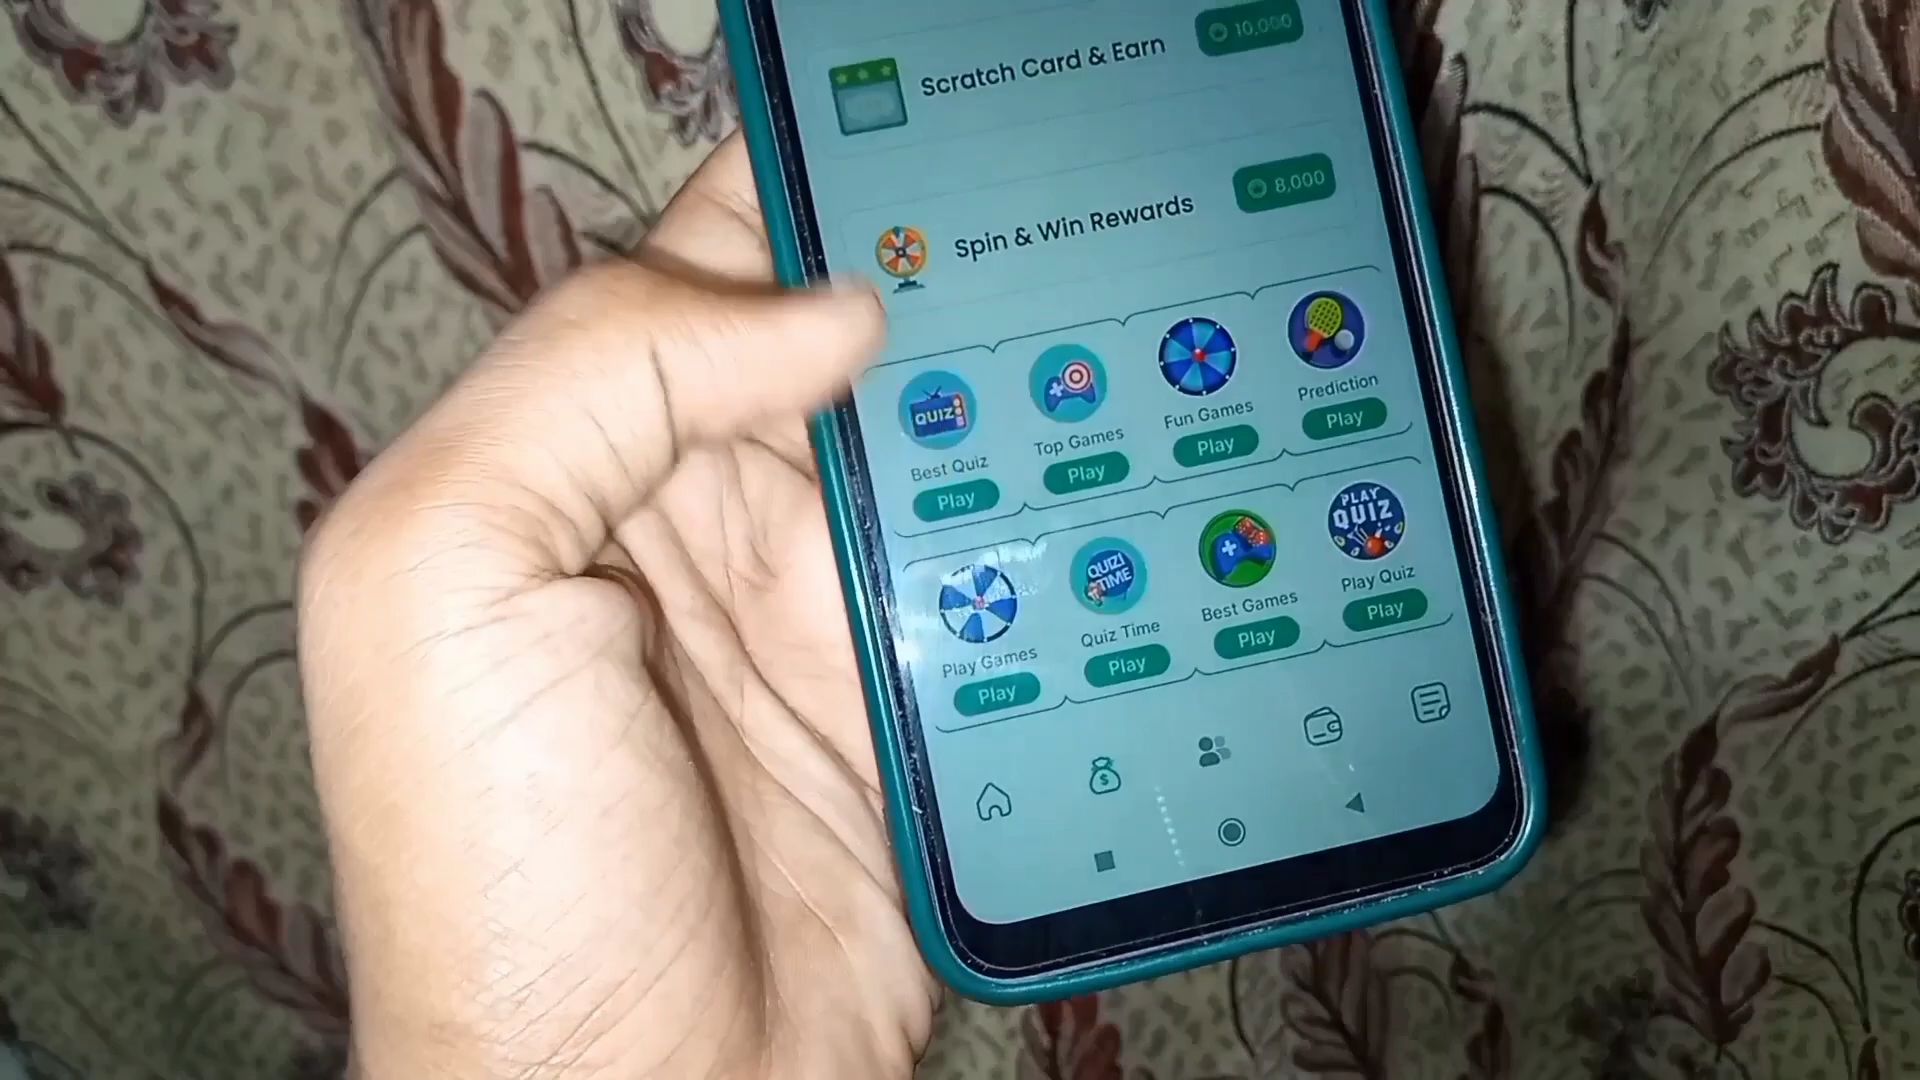 Scratch Card & Earn
10,000
Spin & Win Rewards
8,000
QUIZ
Best Quiz
Play
Top Games
Play
Fun Games
Play
Prediction
Play
Play Games
Play
QUIZ
TIME
Quiz Time
Play
Best Games
Play
PLAY
QUIZ
Play Quiz
Play
$